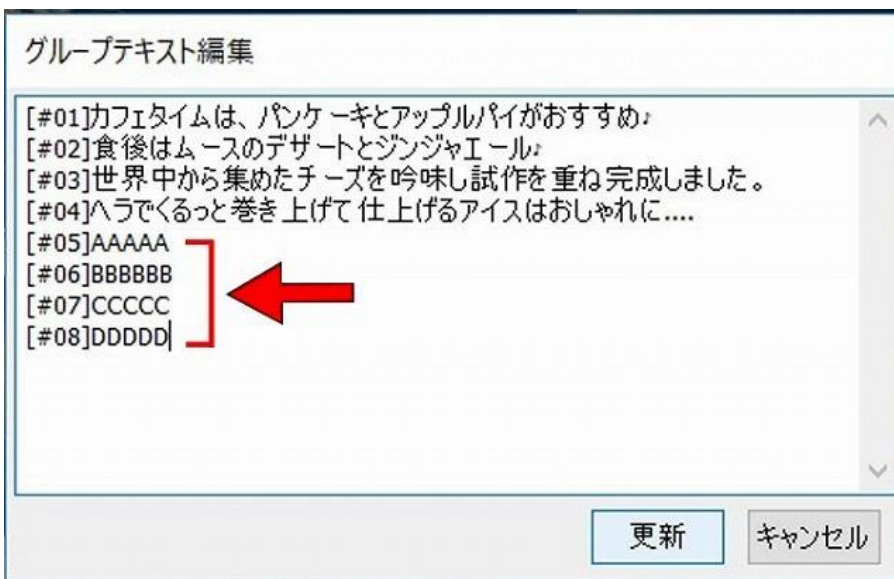 グループテキスト編集
[#01]カフェタイムは、パンケーキとアップルパイがおすすめ♪
[#02]食後はムースのデザートとジンジャエール♪
[#03]世界中から集めたチーズを吟味し試作を重ね完成しました。
[#04]ヘラでくるっと巻き上げて仕上げるアイスはおしゃれに....
[#05]AAAAA
[#06]BBBBBB
[#07]CCCCC
[#08]DDDDD
更新
キャンセル